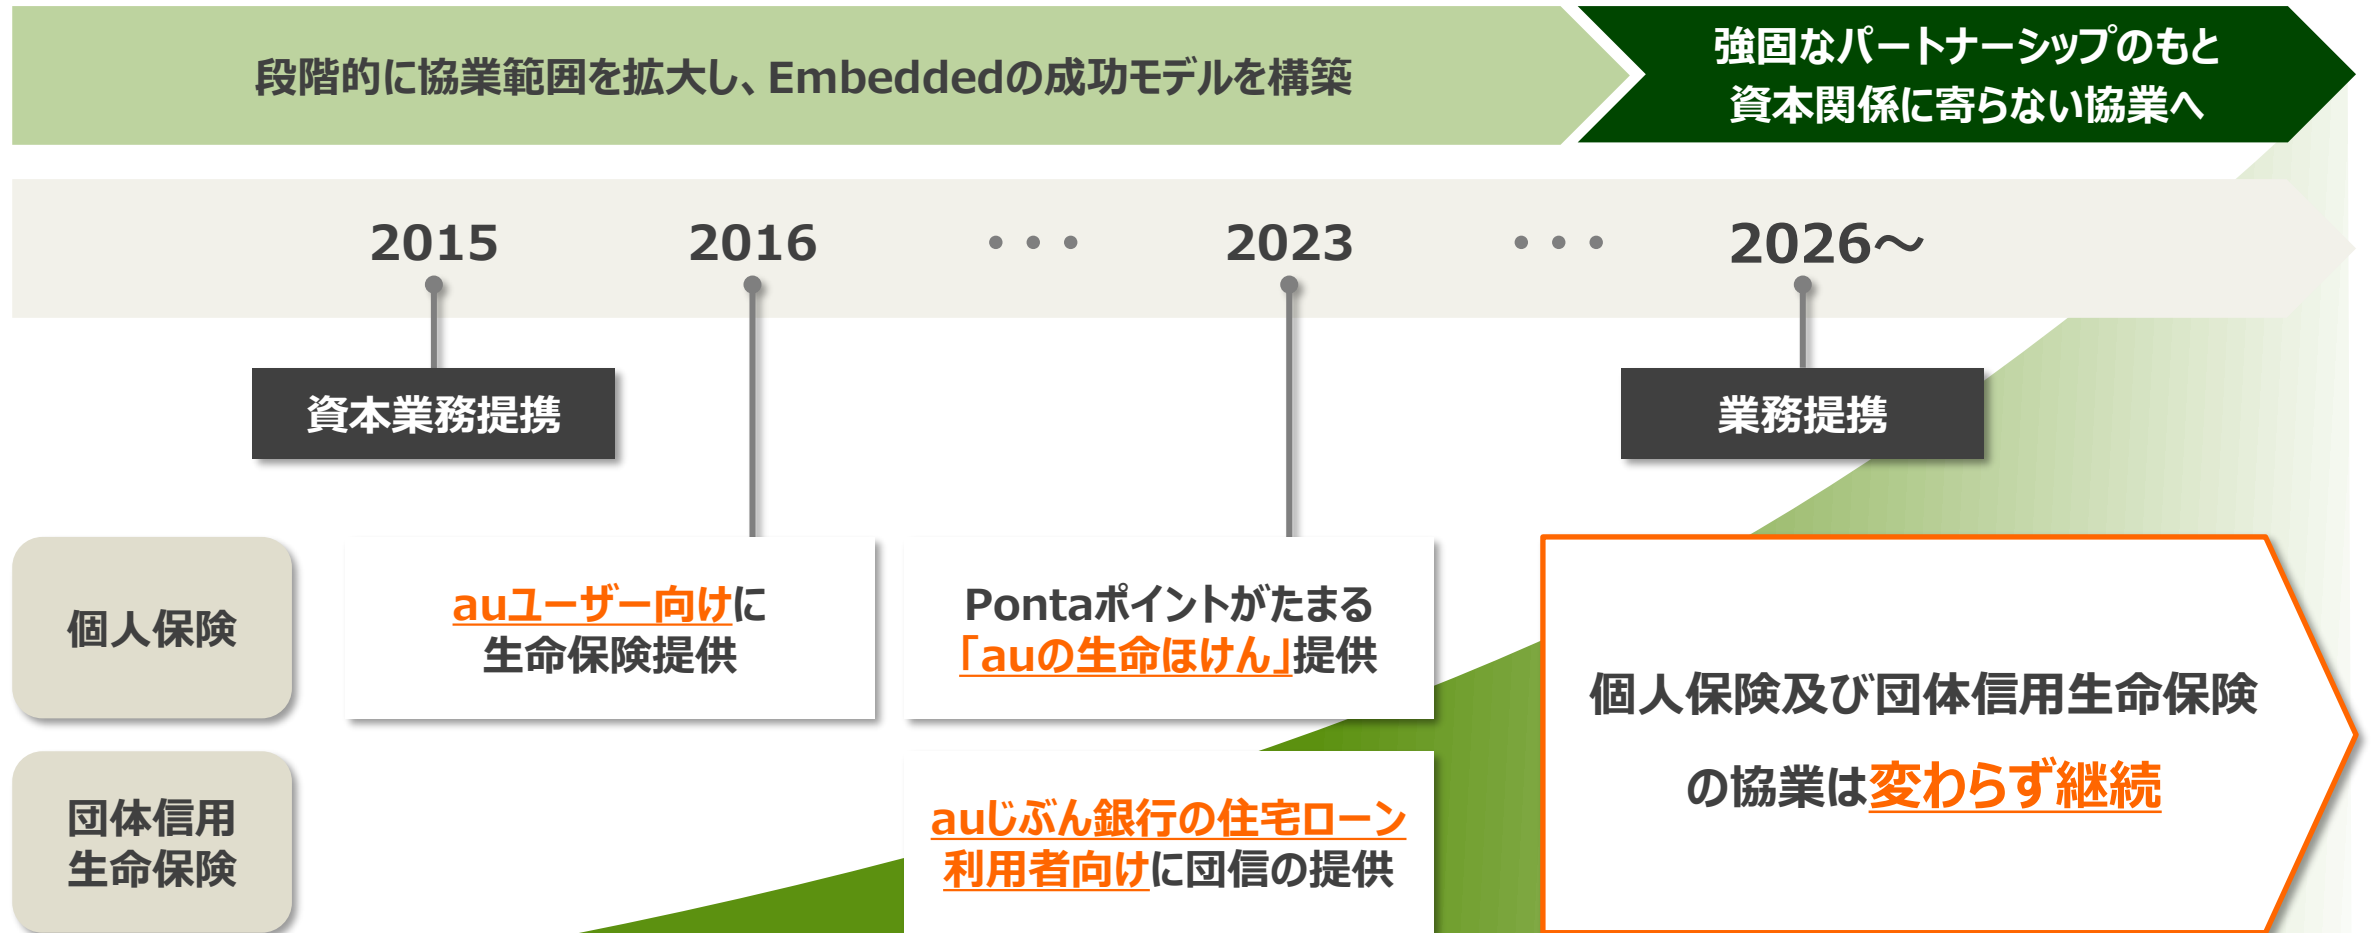 段階的に協業範囲を拡大し、Embeddedの成功モデルを構築
強固なパートナーシップのもと
資本関係に寄らない協業へ
2015
2016
・・・
2023
・・・
2026～
資本業務提携
業務提携
個人保険
auユーザー向けに
生命保険提供
Pontaポイントがたまる
「auの生命ほけん」提供
団体信用
生命保険
auじぶん銀行の住宅ローン
利用者向けに団信の提供
個人保険及び団体信用生命保険
の協業は変わらず継続